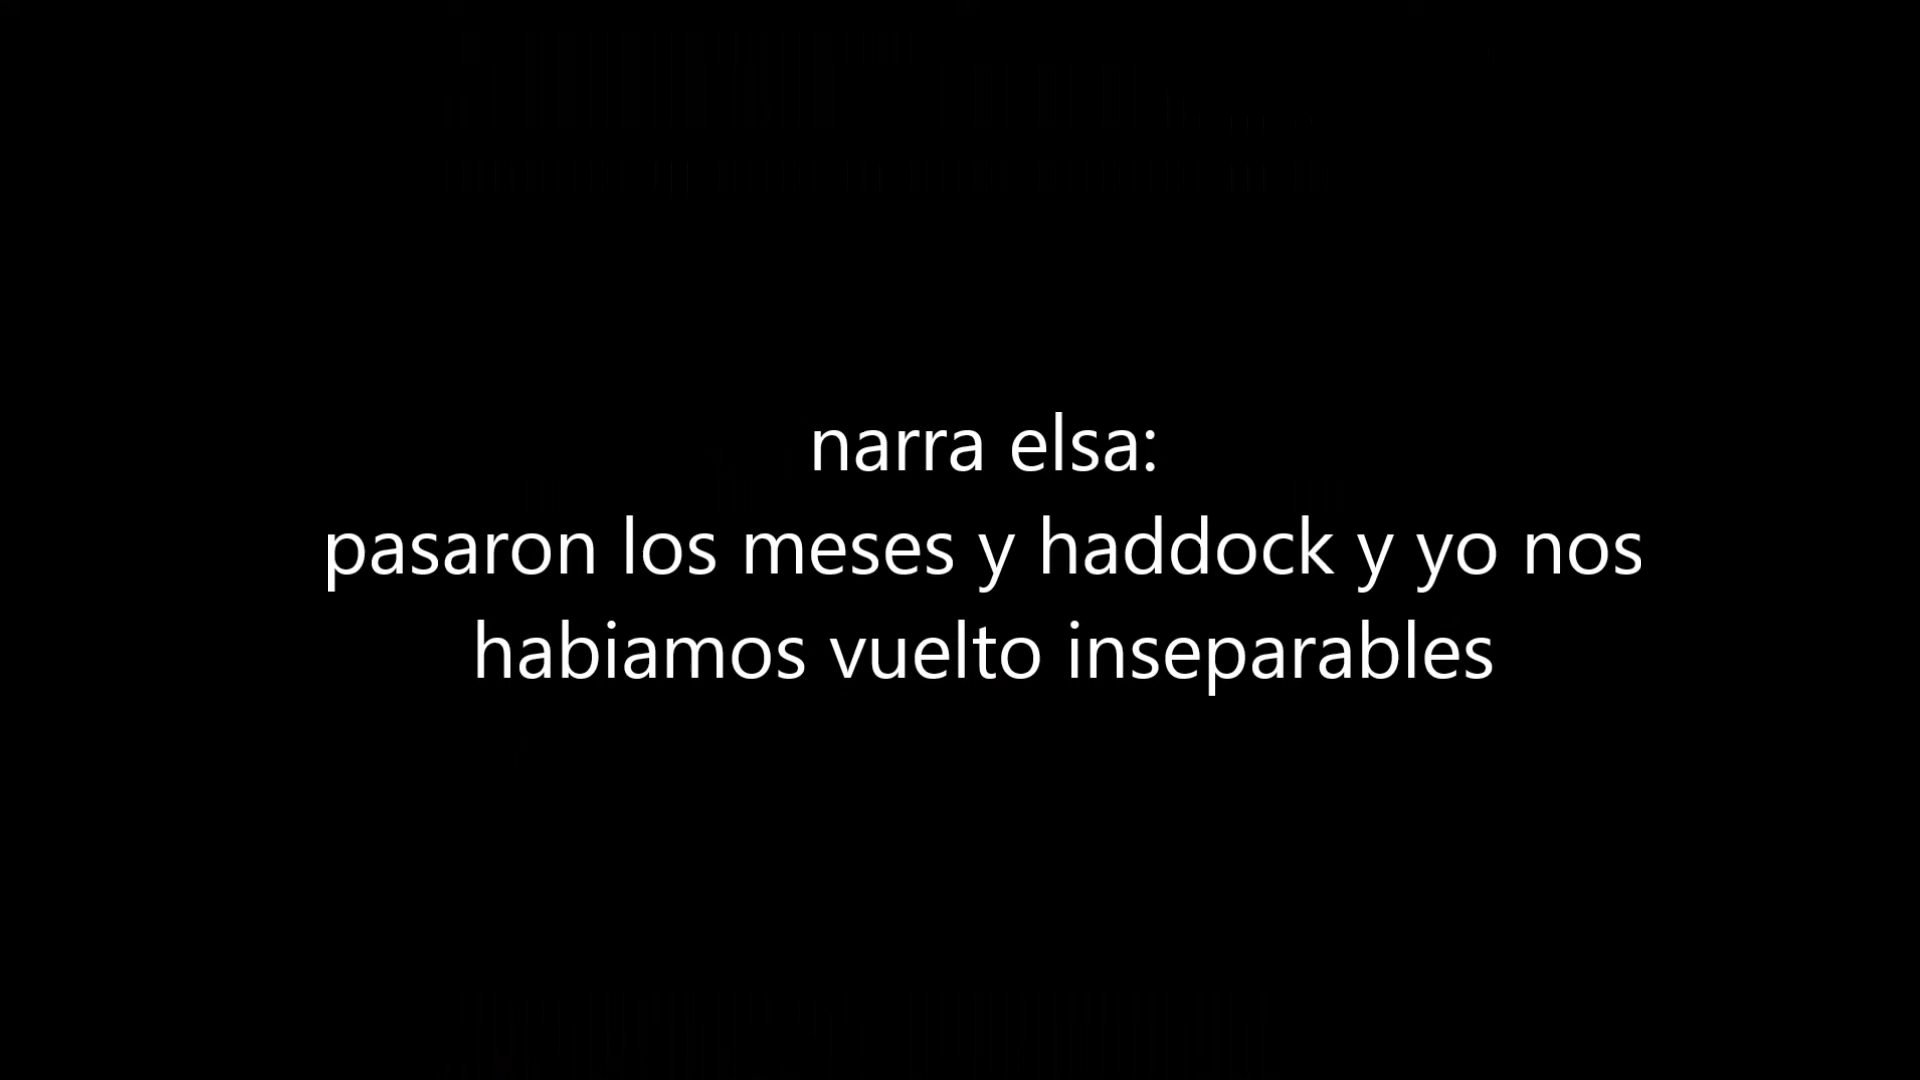 narra elsa:
pasaron los meses y haddock y yo nos
habiamos vuelto inseparables